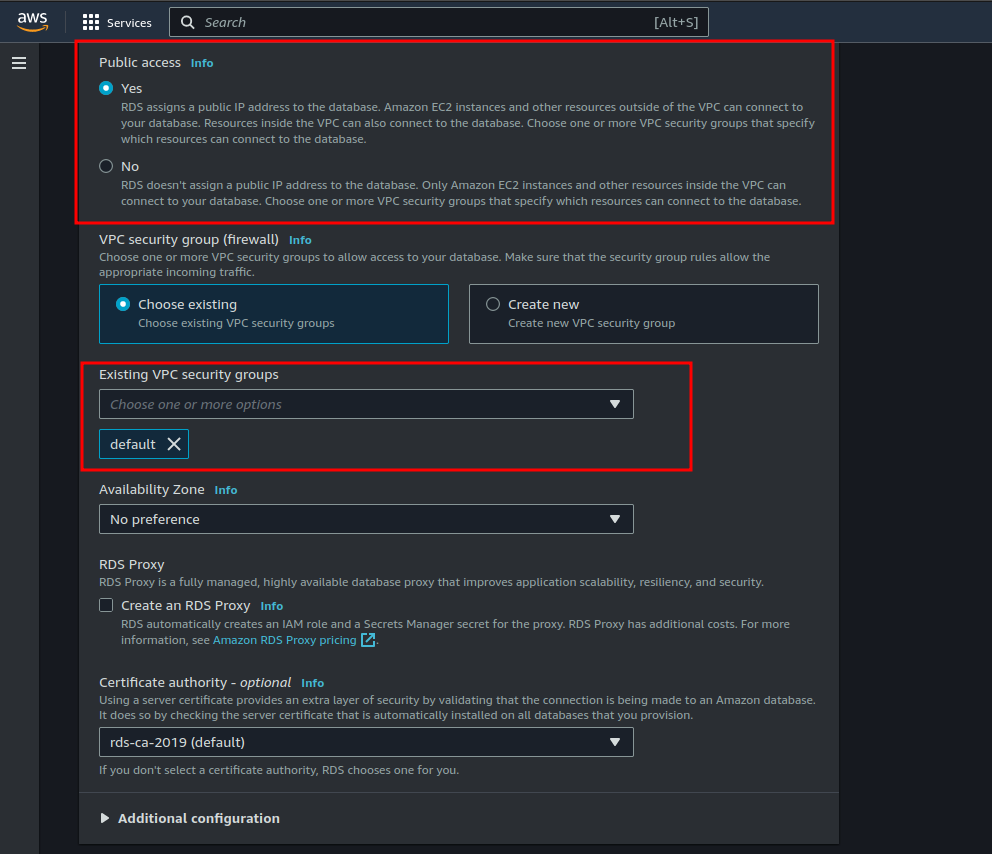 aws
Services
Search
[Alt+S]
Public access Info
Yes
RDS assigns a public IP address to the database. Amazon EC2 instances and other resources outside of the VPC can connect to
your database. Resources inside the VPC can also connect to the database. Choose one or more VPC security groups that specify
which resources can connect to the database.
No
RDS doesn't assign a public IP address to the database. Only Amazon EC2 instances and other resources inside the VPC can
connect to your database. Choose one or more VPC security groups that specify which resources can connect to the database.
VPC security group (firewall) Info
Choose one or more VPC security groups to allow access to your database. Make sure that the security group rules allow the
appropriate incoming traffic.
Choose existing
Choose existing VPC security groups
Create new
Create new VPC security group
Existing VPC security groups
Choose one or more options
default
Availability Zone Info
No preference
RDS Proxy
RDS Proxy is a fully managed, highly available database proxy that improves application scalability, resiliency, and security.
Create an RDS Proxy Info
RDS automatically creates an IAM role and a Secrets Manager secret for the proxy. RDS Proxy has additional costs. For more
information, see Amazon RDS Proxy pricing.
Certificate authority - optional Info
Using a server certificate provides an extra layer of security by validating that the connection is being made to an Amazon database.
It does so by checking the server certificate that is automatically installed on all databases that you provision.
rds-ca-2019 (default)
If you don't select a certificate authority, RDS chooses one for you.
Additional configuration